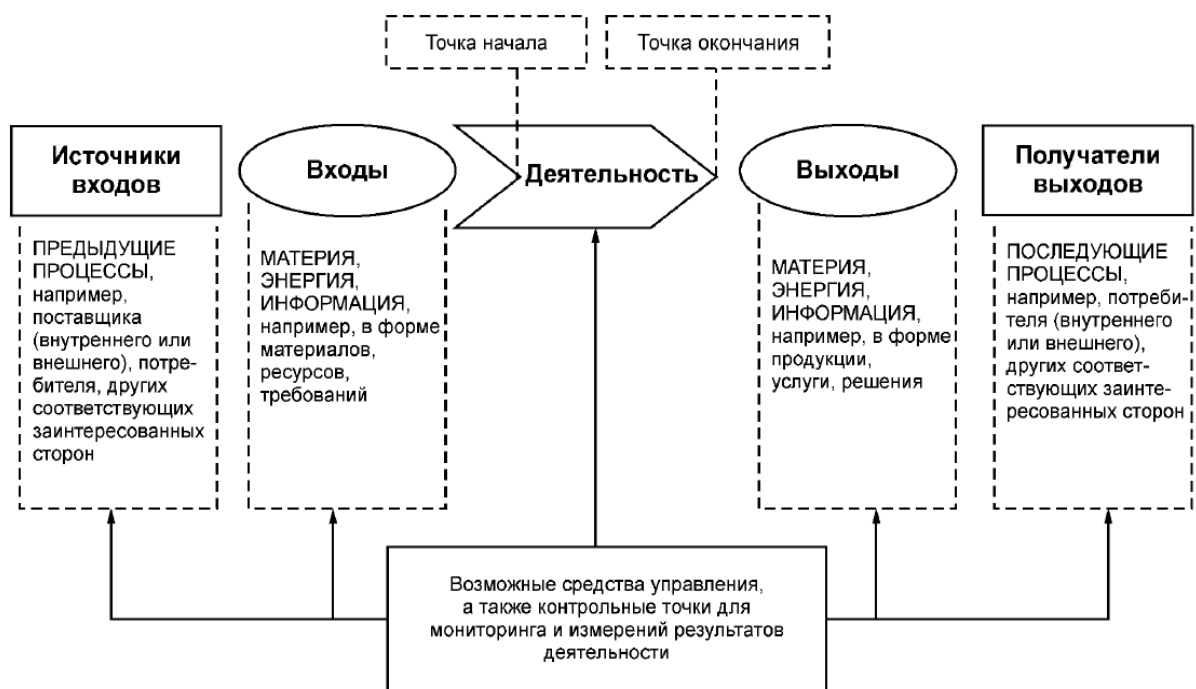 Точка начала
Точка окончания
Источники
входов
Входы
Деятельность
Выходы
Получатели
выходов
ПРЕДЫДУЩИЕ
ПРОЦЕССЫ,
например,
поставщика
(внутреннего или
внешнего), потре-
бителя, других
соответствующих
заинтересованных
сторон
МАТЕРИЯ,
ЭНЕРГИЯ,
ИНФОРМАЦИЯ,
например, в форме
материалов,
ресурсов,
требований
МАТЕРИЯ,
ЭНЕРГИЯ,
ИНФОРМАЦИЯ,
например, в форме
продукции,
услуги, решения
ПОСЛЕДУЮЩИЕ
ПРОЦЕССЫ,
например, потреби-
теля (внутреннего
или внешнего),
других соответ-
ствующих заинте-
ресованных сторон
Возможные средства управления,
а также контрольные точки для
мониторинга и измерений результатов
деятельности